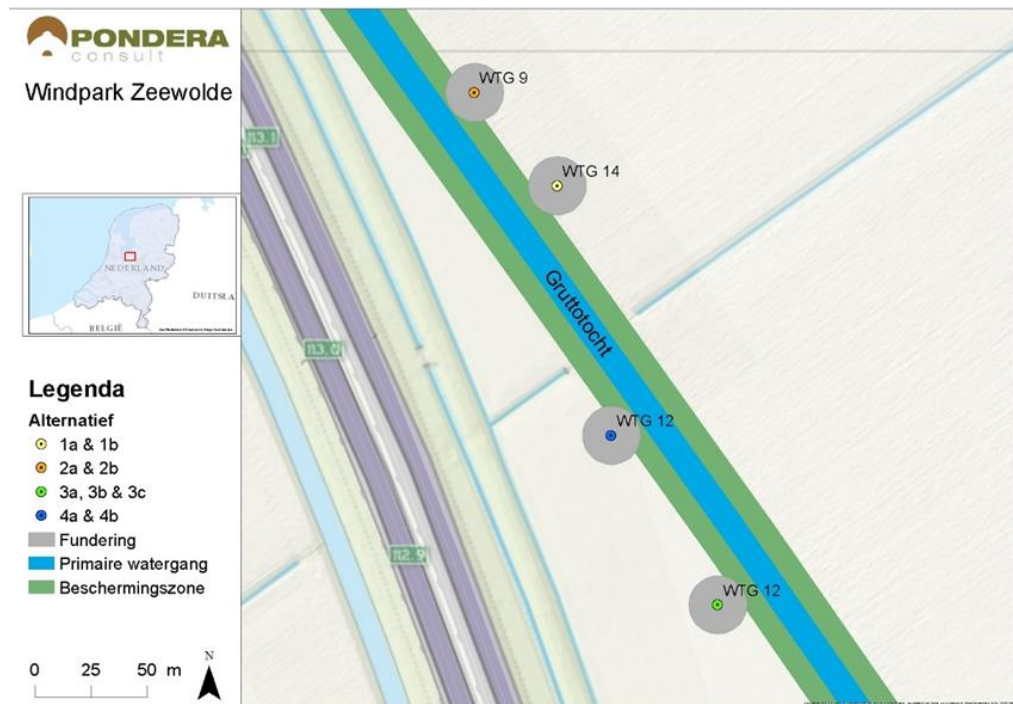 PONDERA
consult
Windpark Zeewolde
NEDERLAND
DUITSLA
BELGIË
Legenda
Alternatief
1a & 1b
2a & 2b
3a, 3b & 3c
4a & 4b
Fundering
Primaire watergang
Beschermingszone
0 25 50 m
N
113.1
113.0
112.9
WTG 9
WTG 14
Gruttotocht
WTG 12
WTG 12